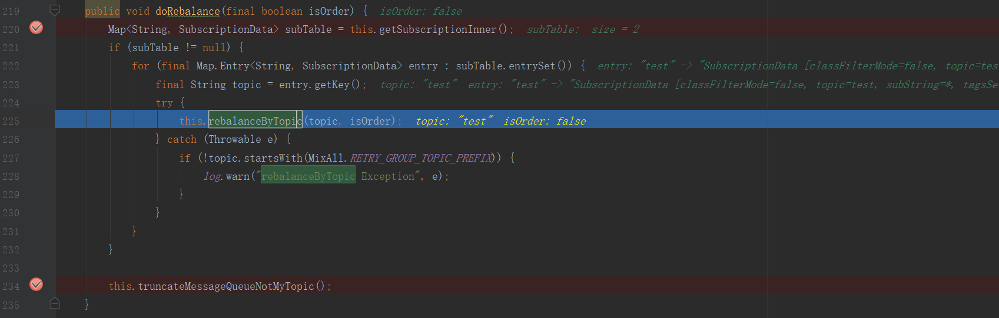 219 public void doRebalance(final boolean isOrder) { isOrder: false
220 Map<String, SubscriptionData> subTable = this.getSubscriptionInner(); subTable: size = 2
221 if (subTable != null) {
222 for (final Map.Entry<String, SubscriptionData> entry : subTable.entrySet()) { entry: "test" -> "SubscriptionData [classFilterMode=false, topic=tes
223 final String topic = entry.getKey(); topic: "test" entry: "test" -> "SubscriptionData [classFilterMode=false, topic=test, subString=*, tagsSe
224 try {
225 this.rebalanceByTopic(topic, isOrder); topic: "test" isOrder: false
226 } catch (Throwable e) {
227 if (!topic.startsWith(MixAll.RETRY_GROUP_TOPIC_PREFIX)) {
228 log.warn("rebalanceByTopic Exception", e);
229 }
230 }
231 }
232 }
233
234 this.truncateMessageQueueNotMyTopic();
235 }